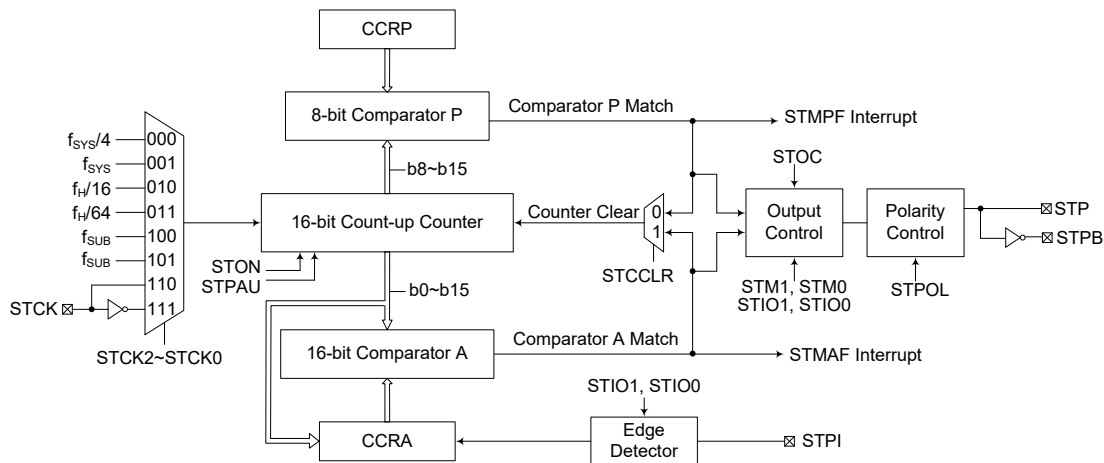 CCRP
8-bit Comparator P
Comparator P Match
STMPF Interrupt
b8~b15
fSYS/4
000
fSYS
001
fH/16
010
fH/64
011
fSUB
100
fSUB
101
110
111
STCK
STCK2~STCK0
16-bit Count-up Counter
STON
STPAU
Counter Clear
0
1
STCCLR
STOC
Output
Control
STM1, STM0
STIO1, STIO0
Polarity
Control
STPOL
STP
STPB
b0~b15
16-bit Comparator A
Comparator A Match
STMAF Interrupt
CCRA
STIO1, STIO0
Edge
Detector
STPI